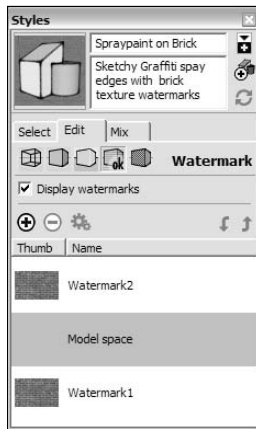 Styles
Spraypaint on Brick
Sketchy Graffiti spay
edges with brick
texture watermarks
Select Edit Mix
ok Watermark
Display watermarks
Thumb Name
Watermark2
Model space
Watermark1